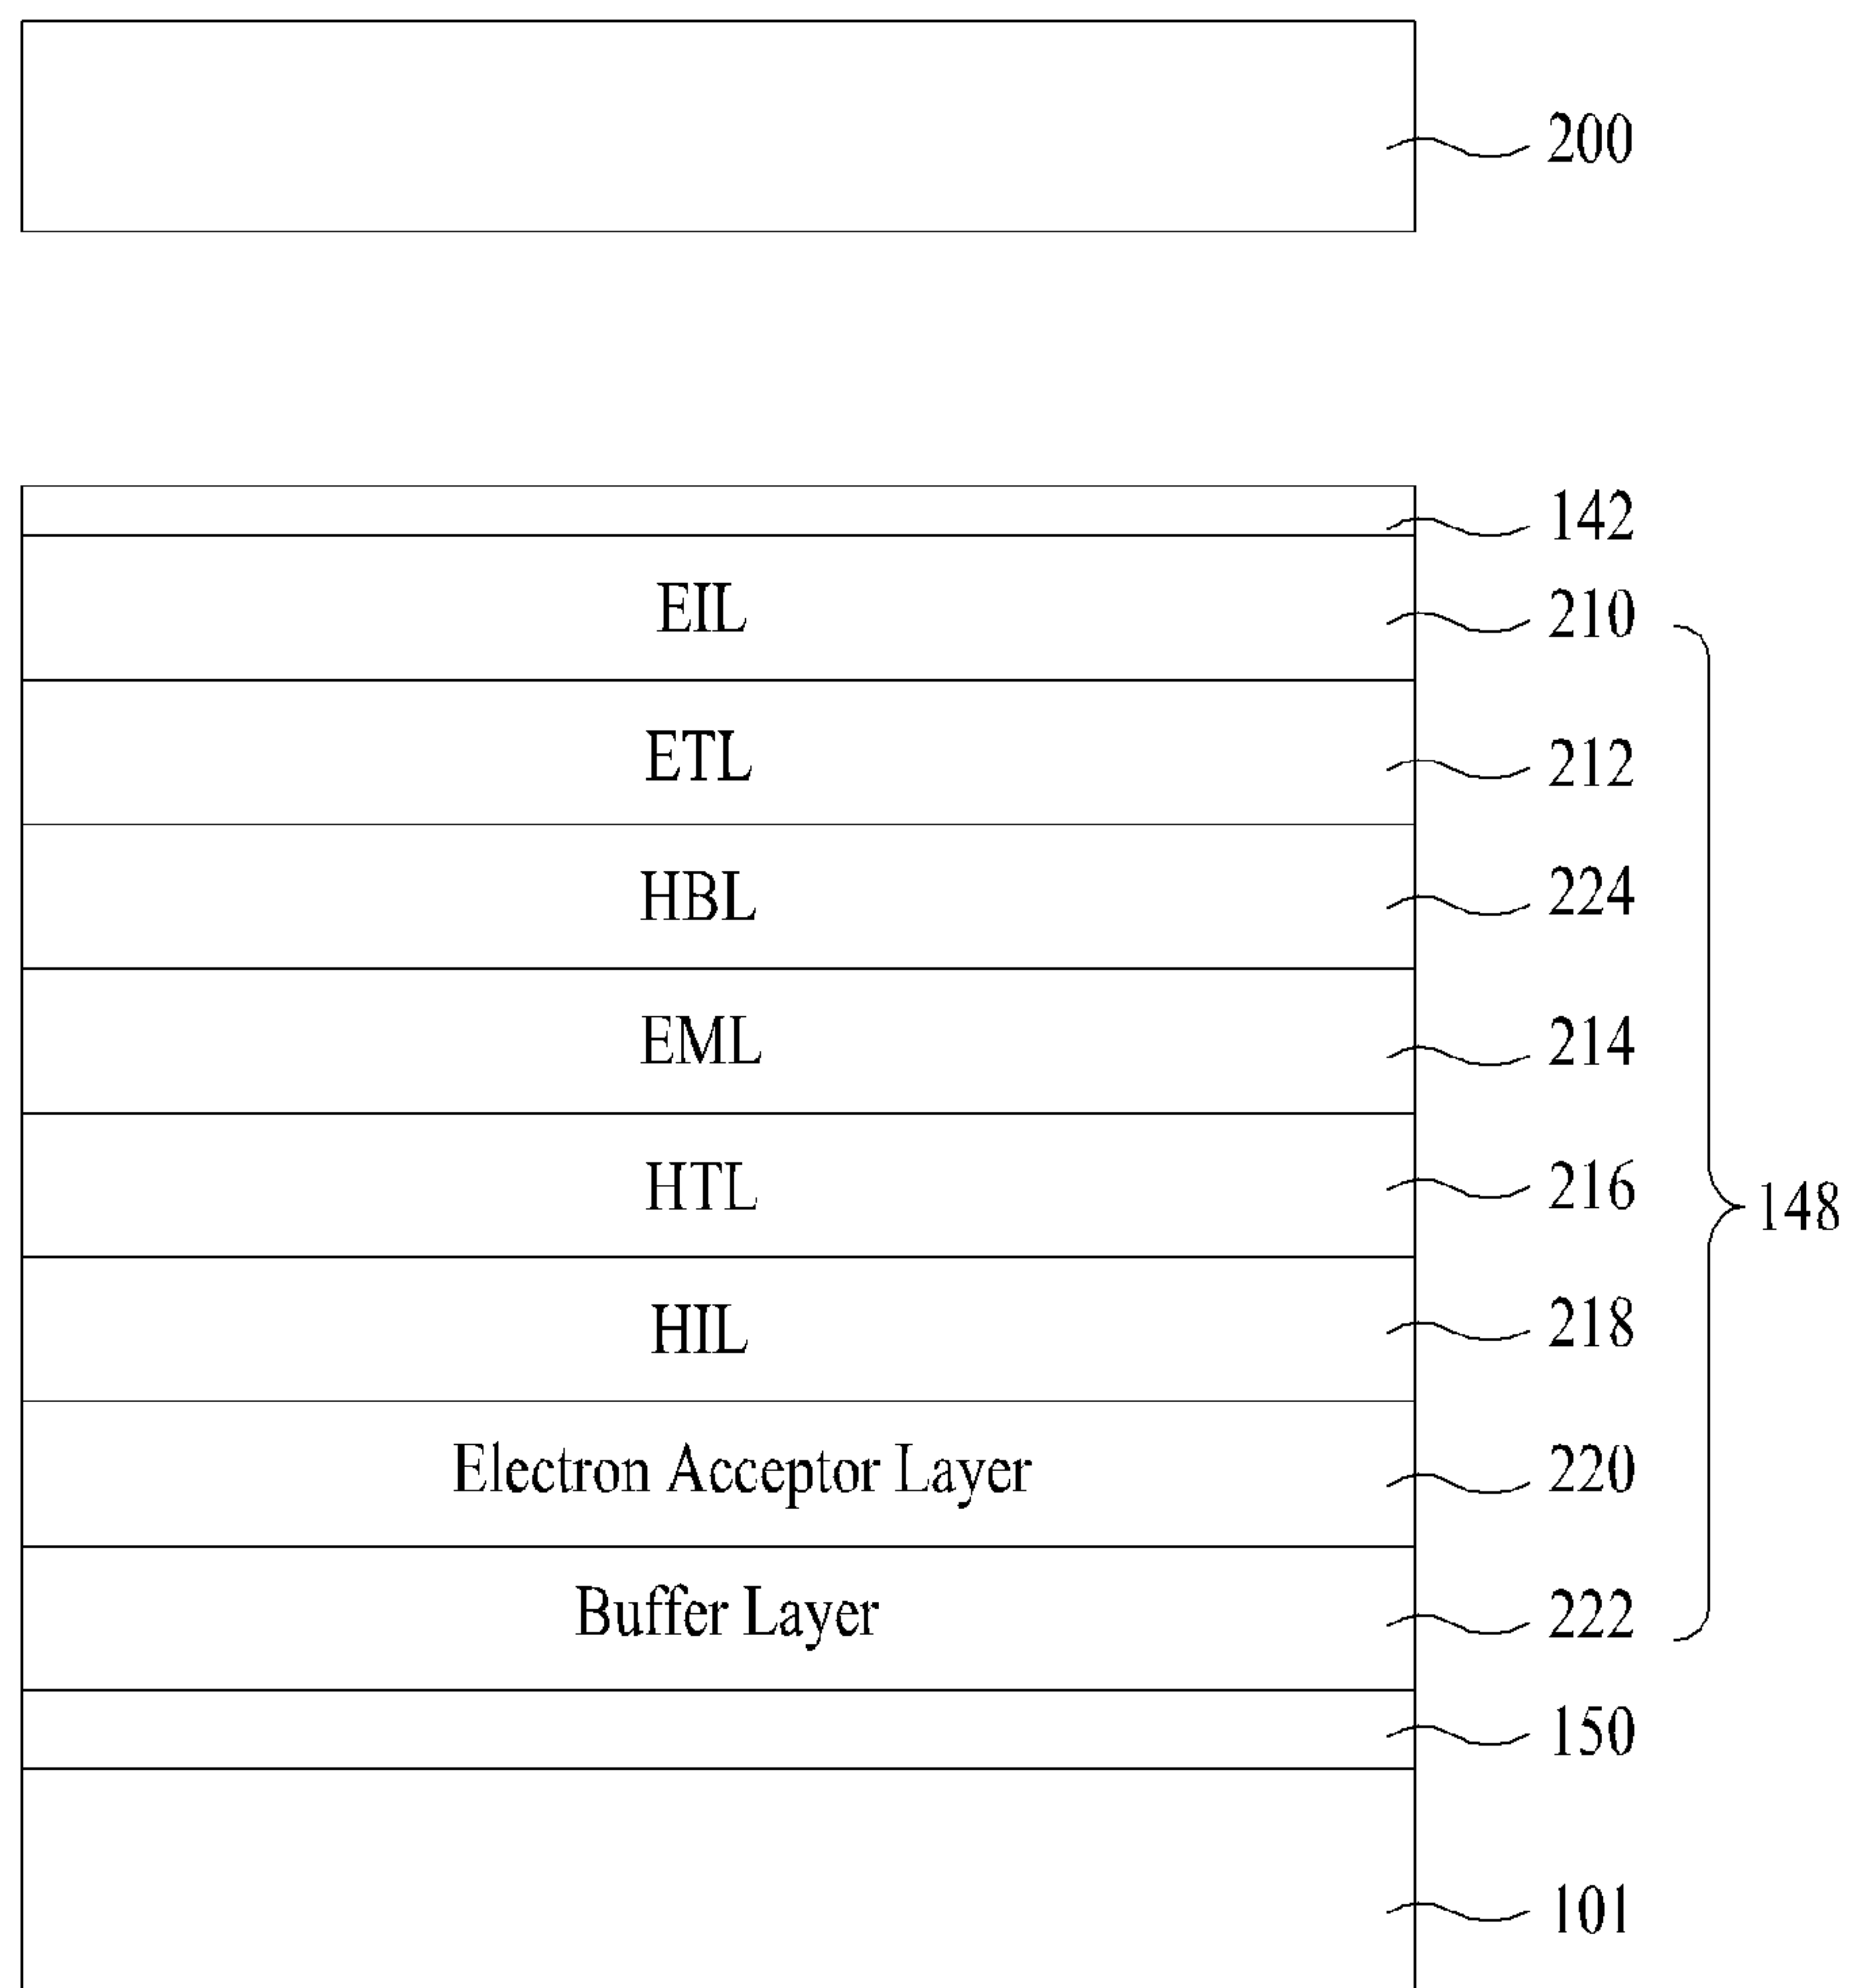 200
142
EIL 210
ETL 212
HBL 224
EML 214
HTL 216
148
HIL 218
Electron Acceptor Layer 220
Buffer Layer 222
150
101